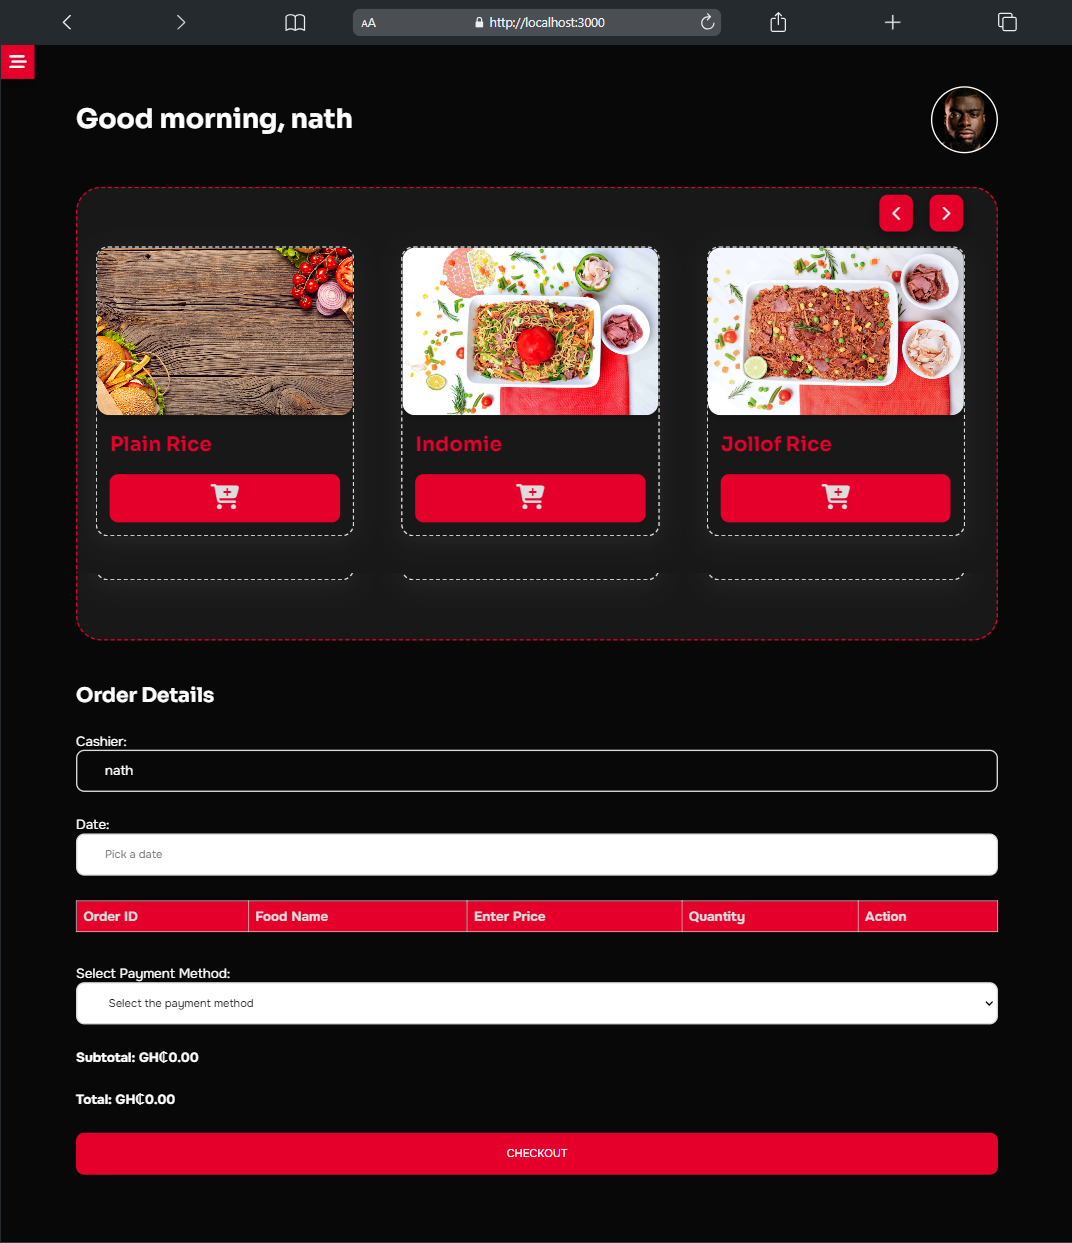 AA
http://localhost:3000
Good morning, nath
Plain Rice
Indomie
Jollof Rice
Order Details
Cashier:
nath
Date:
Pick a date
Order ID Food Name Enter Price Quantity Action
Select Payment Method:
Select the payment method
Subtotal: GH₵0.00
Total: GH₵0.00
CHECKOUT